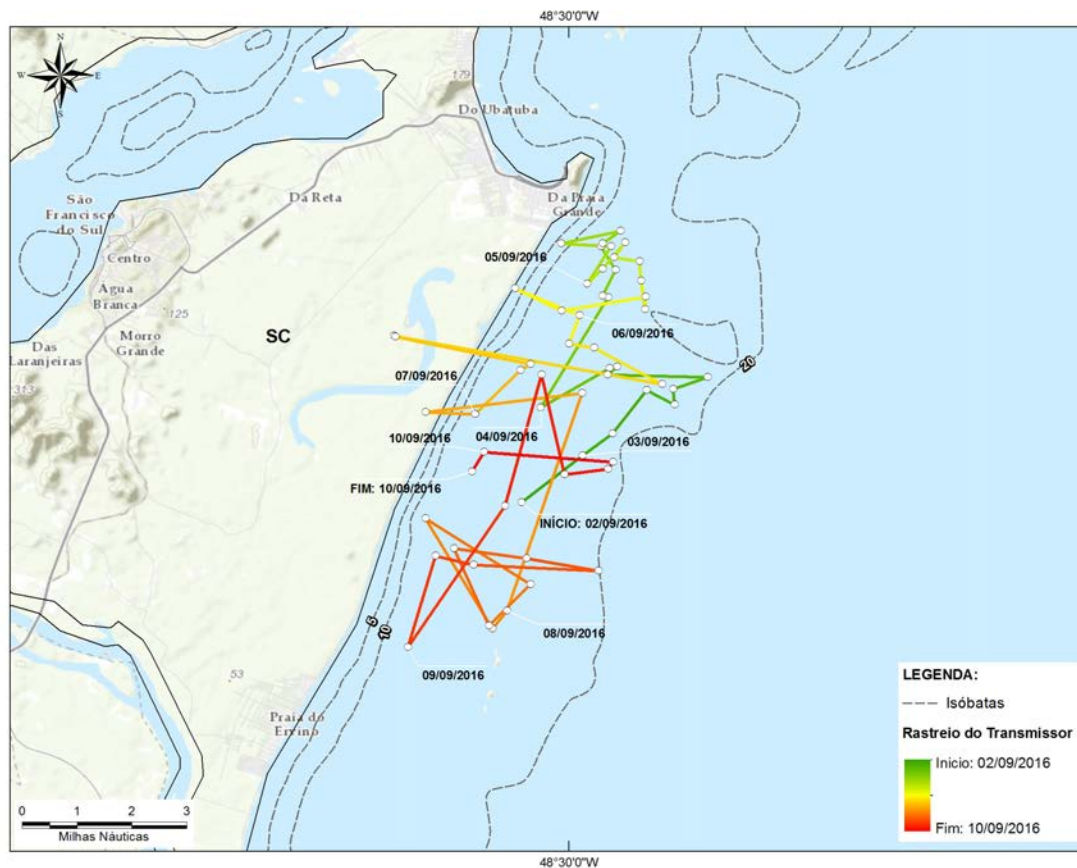 48°30'0"W
N
W
E
S
179
Do Ubatuba
São
Francisco
do Sul
Da Reta
Da Praia
Grande
Centro
05/09/2016
Água
Branca
125
06/09/2016
Morro
Grande
SC
Das
Laranjeiras
20
07/09/2016
313
10/09/2016
04/09/2016
03/09/2016
FIM: 10/09/2016
INÍCIO: 02/09/2016
5
10
08/09/2016
09/09/2016
53
Praia do
Ervino
LEGENDA:
Isóbatas
Rastreio do Transmissor
Inicio: 02/09/2016
Fim: 10/09/2016
0 1 2 3
Milhas Náuticas
48°30'0"W